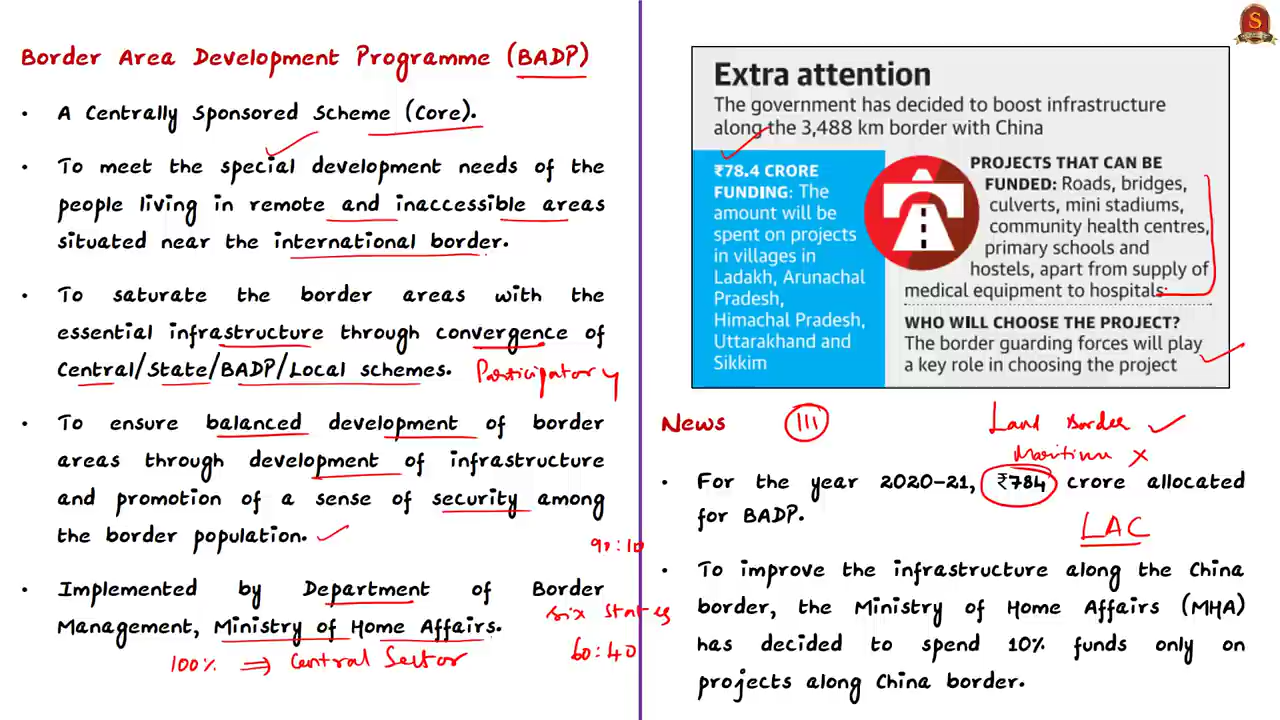 Border Area Development Programme (BADP)
• A Centrally Sponsored Scheme (Core).
• To meet the special development needs of the
people living in remote and inaccessible areas
situated near the international border.
• To saturate the border areas with the
essential infrastructure through convergence of
Central/State/BADP/Local schemes.
Participatory
• To ensure balanced development of border
areas through development of infrastructure
and promotion of a sense of security among
the border population.
90:10
• Implemented by Department of Border
Management, Ministry of Home Affairs.
six states
100% ⇒ Central Sector
60:40
S
Extra attention
The government has decided to boost infrastructure
along the 3,488 km border with China
₹78.4 CRORE
FUNDING: The
amount will be
spent on projects
in villages in
Ladakh, Arunachal
Pradesh,
Himachal Pradesh,
Uttarakhand and
Sikkim
PROJECTS THAT CAN BE
FUNDED: Roads, bridges,
culverts, mini stadiums,
community health centres,
primary schools and
hostels, apart from supply of
medical equipment to hospitals
WHO WILL CHOOSE THE PROJECT?
The border guarding forces will play
a key role in choosing the project
News
111
Land Border
Maritime ×
• For the year 2020-21, ₹784 crore allocated
for BADP.
LAC
• To improve the infrastructure along the China
border, the Ministry of Home Affairs (MHA)
has decided to spend 10% funds only on
projects along China border.